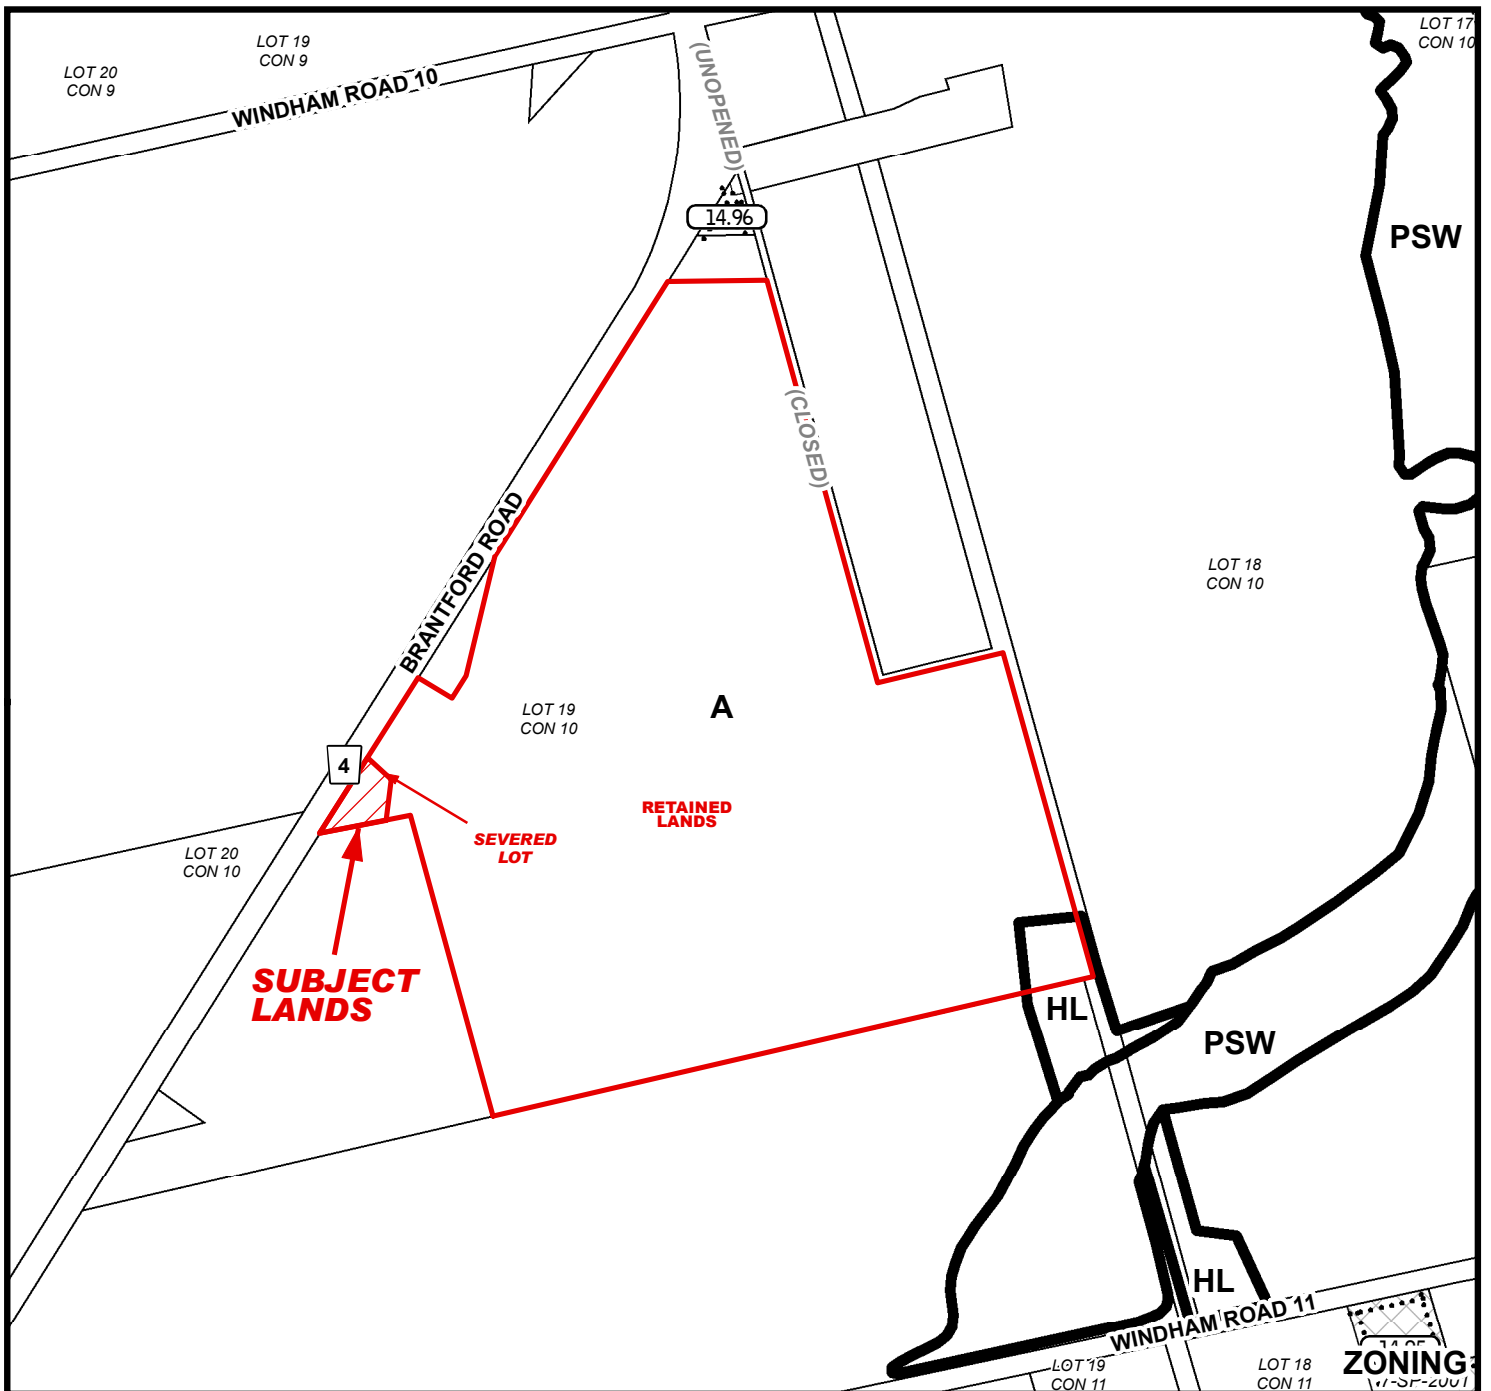 LOT 17
CON 10
LOT 19
CON 9
LOT 20
CON 9
WINDHAM ROAD 10
(UNOPENED)
14.96
PSW
(CLOSED)
BRANTFORD ROAD
LOT 18
CON 10
LOT 19
CON 10
A
4
RETAINED
LANDS
SEVERED
LOT
LOT 20
CON 10
SUBJECT
LANDS
HL
PSW
HL
WINDHAM ROAD 11
LOT 19
CON 11
LOT 18
CON 11
ZONING